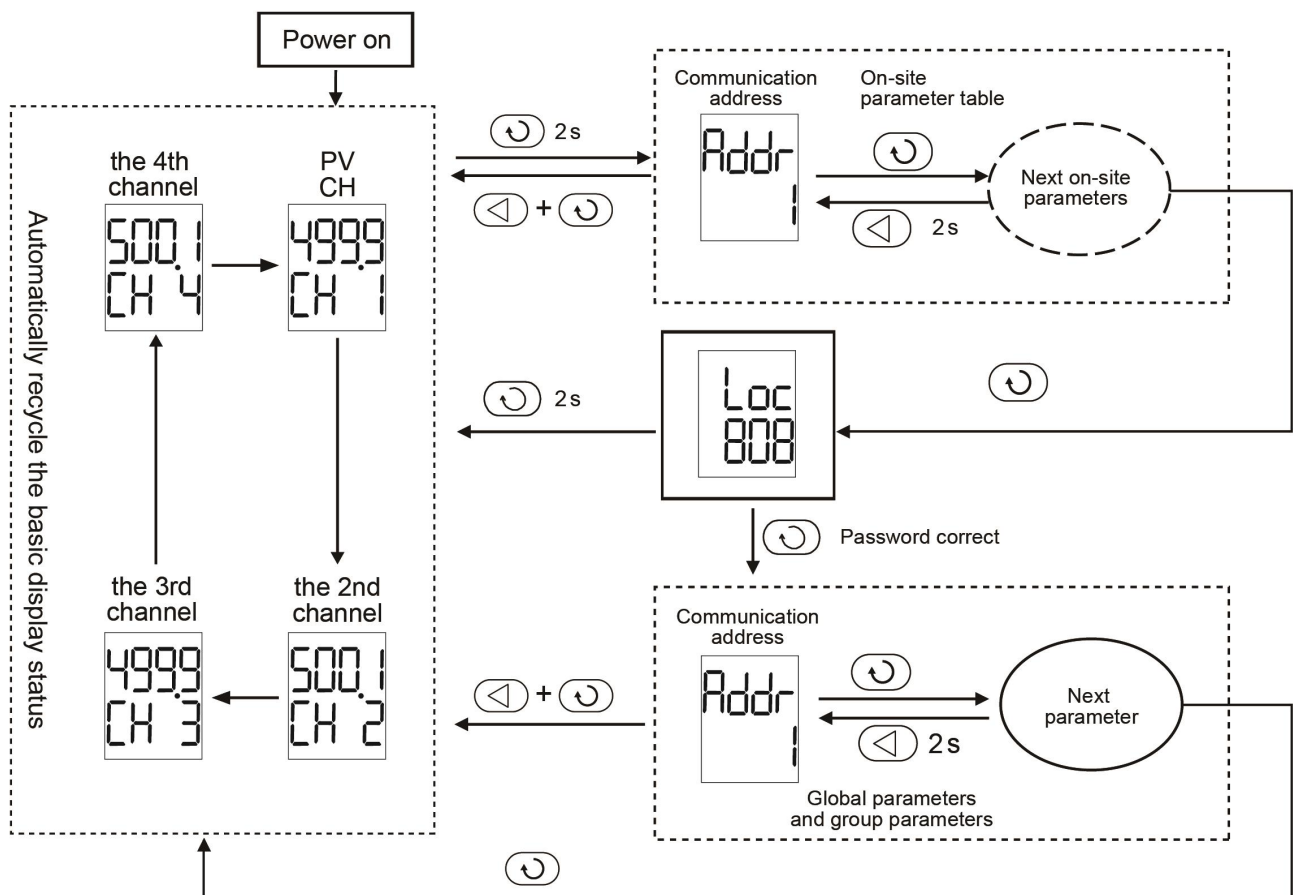 Power on
Automatically recycle the basic display status
the 4th
channel
500.1
CH 4
PV
CH
499.9
CH 1
the 3rd
channel
499.9
CH 3
the 2nd
channel
500.1
CH 2
2s
+
Communication
address
Addr
1
On-site
parameter table
2s
Next on-site
parameters
2s
Loc
808
Password correct
+
Communication
address
Addr
1
2s
Next
parameter
Global parameters
and group parameters